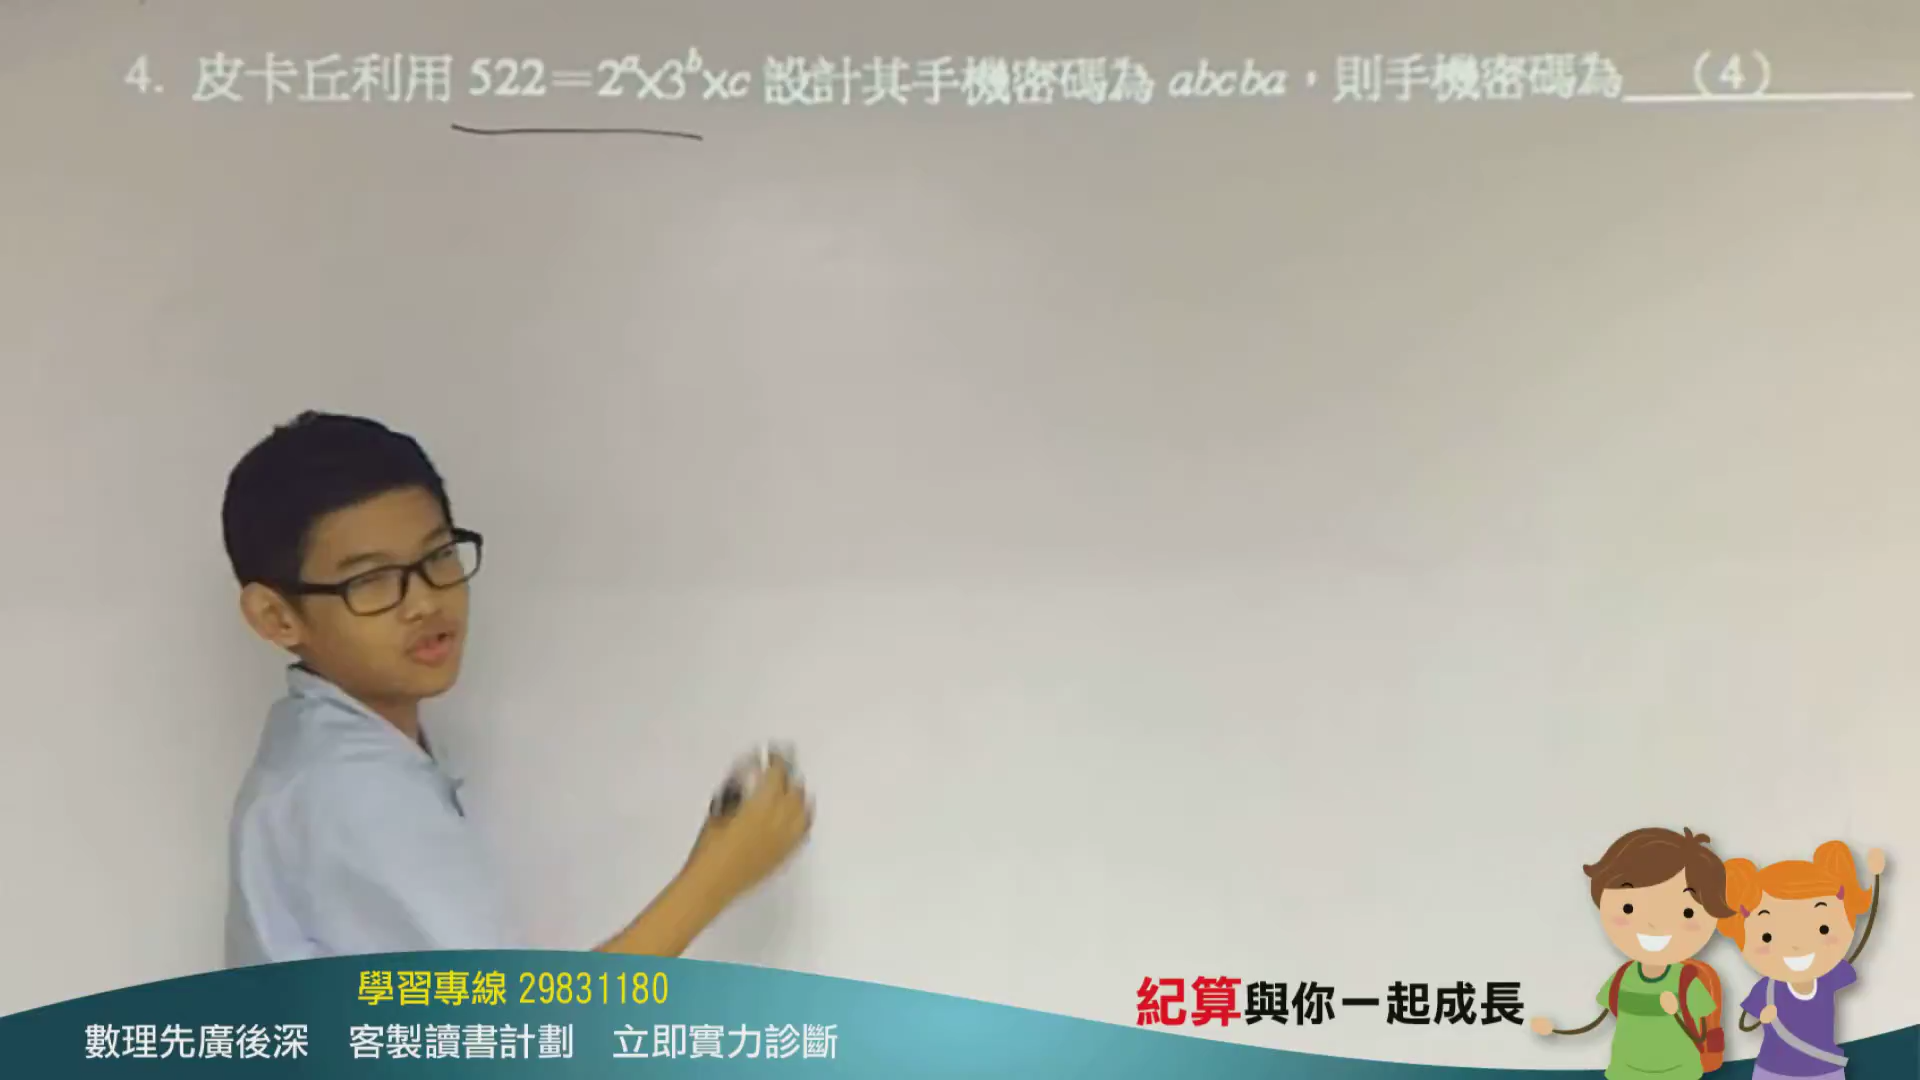 4. 皮卡丘利用 522=2ᵃx3ᵇxc 設計其手機密碼為 abcba，則手機密碼為 （4）
學習專線 29831180
數理先廣後深 客製讀書計劃 立即實力診斷
紀算與你一起成長